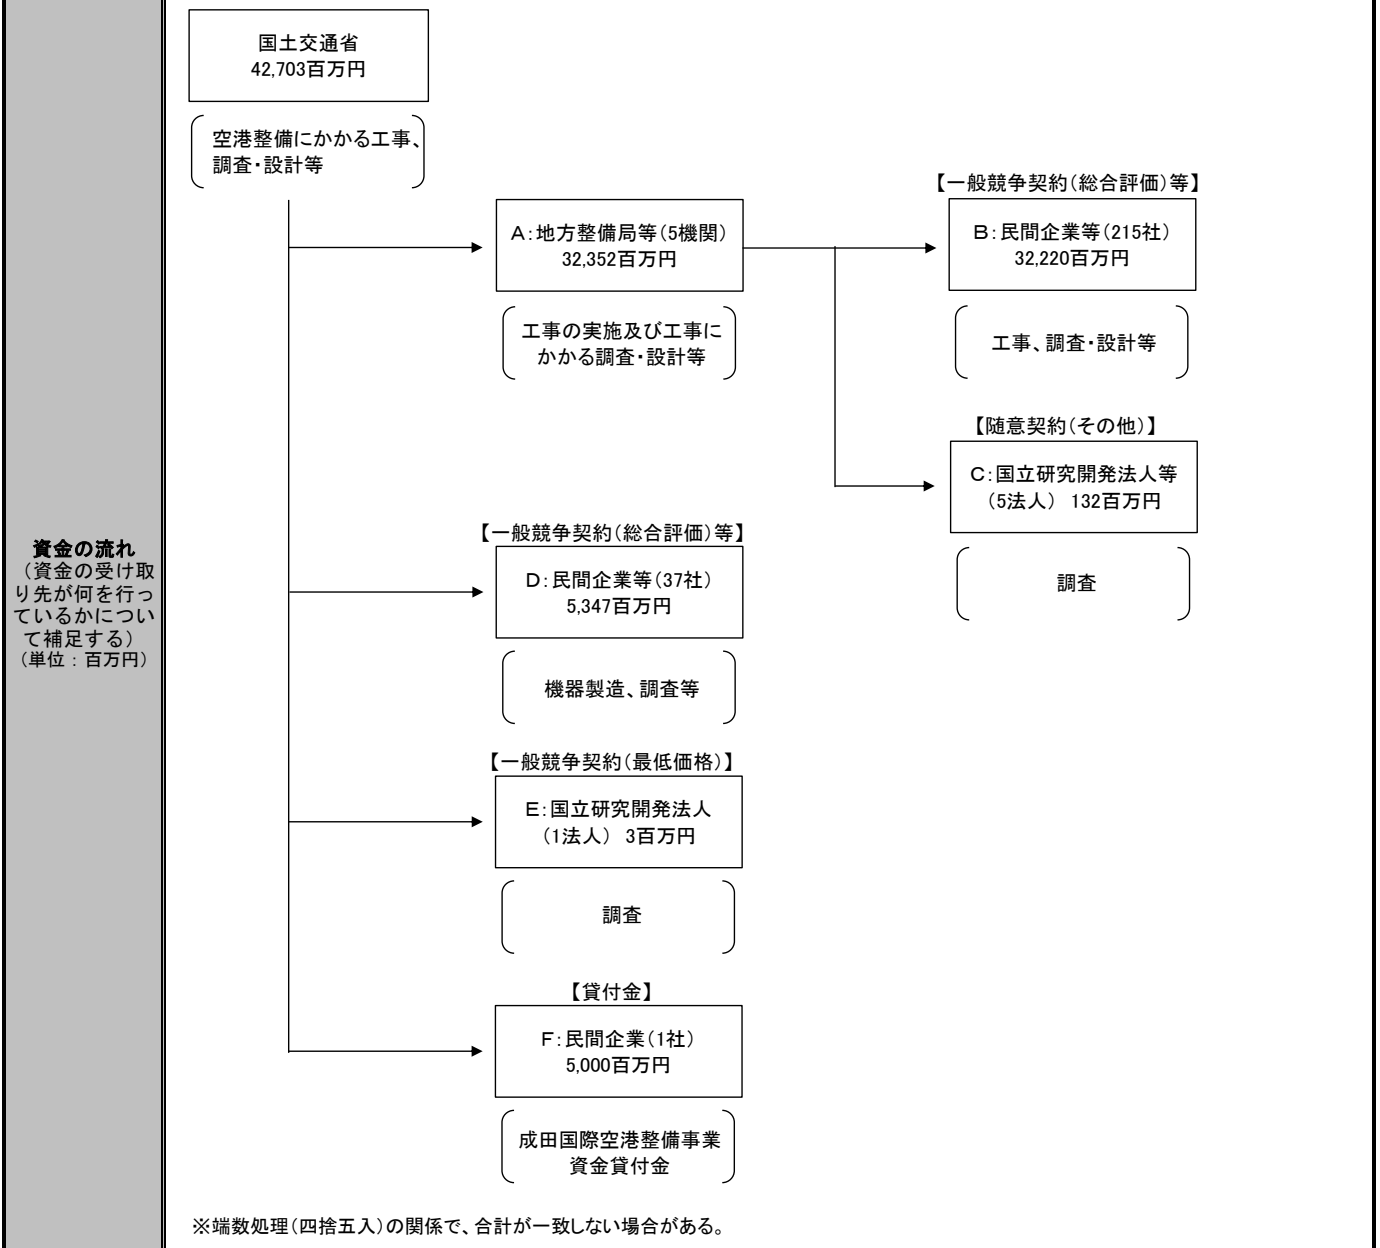 資金の流れ
（資金の受け取
り先が何を行っ
ているかについ
て補足する）
（単位：百万円）
国土交通省
42,703百万円
空港整備にかかる工事、
調査・設計等
A：地方整備局等（5機関）
32,352百万円
工事の実施及び工事に
かかる調査・設計等
【一般競争契約（総合評価）等】
B：民間企業等（215社）
32,220百万円
工事、調査・設計等
【随意契約（その他）】
C：国立研究開発法人等
（5法人） 132百万円
調査
【一般競争契約（総合評価）等】
D：民間企業等（37社）
5,347百万円
機器製造、調査等
【一般競争契約（最低価格）】
E：国立研究開発法人
（1法人） 3百万円
調査
【貸付金】
F：民間企業（1社）
5,000百万円
成田国際空港整備事業
資金貸付金
※端数処理（四捨五入）の関係で、合計が一致しない場合がある。